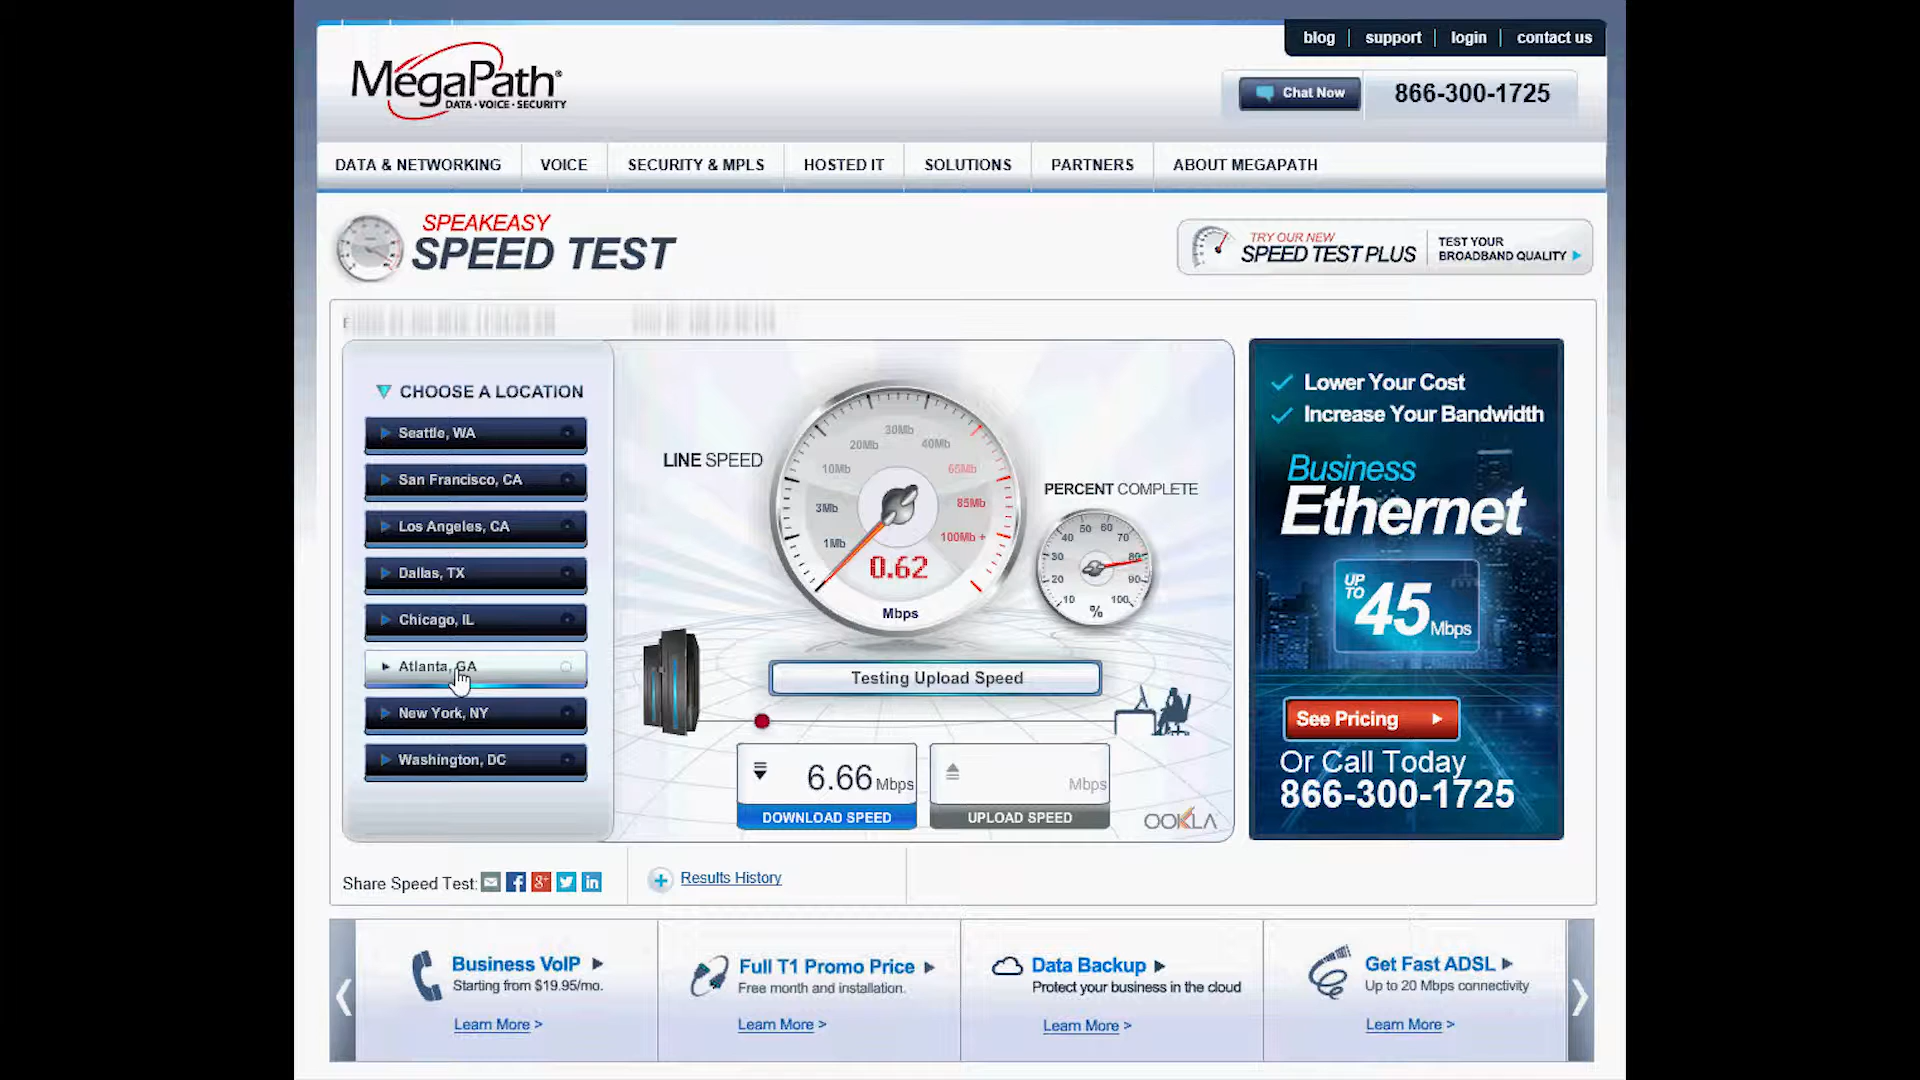 blog
support
login
contact us
MegaPath®
DATA • VOICE • SECURITY
Chat Now
866-300-1725
DATA & NETWORKING
VOICE
SECURITY & MPLS
HOSTED IT
SOLUTIONS
PARTNERS
ABOUT MEGAPATH
SPEAKEASY
SPEED TEST
TRY OUR NEW
SPEED TEST PLUS
TEST YOUR
BROADBAND QUALITY
CHOOSE A LOCATION
Seattle, WA
San Francisco, CA
Los Angeles, CA
Dallas, TX
Chicago, IL
Atlanta, GA
New York, NY
Washington, DC
LINE SPEED
1Mb
3Mb
10Mb
20Mb
30Mb
40Mb
65Mb
85Mb
100Mb +
0.62
Mbps
PERCENT COMPLETE
10
20
30
40
50
60
70
80
90
100
%
Testing Upload Speed
6.66 Mbps
DOWNLOAD SPEED
Mbps
UPLOAD SPEED
OOKLA
Lower Your Cost
Increase Your Bandwidth
Business
Ethernet
UP TO 45 Mbps
See Pricing
Or Call Today
866-300-1725
Share Speed Test:
Results History
Business VoIP
Starting from $19.95/mo.
Learn More >
Full T1 Promo Price
Free month and installation.
Learn More >
Data Backup
Protect your business in the cloud
Learn More >
Get Fast ADSL
Up to 20 Mbps connectivity
Learn More >